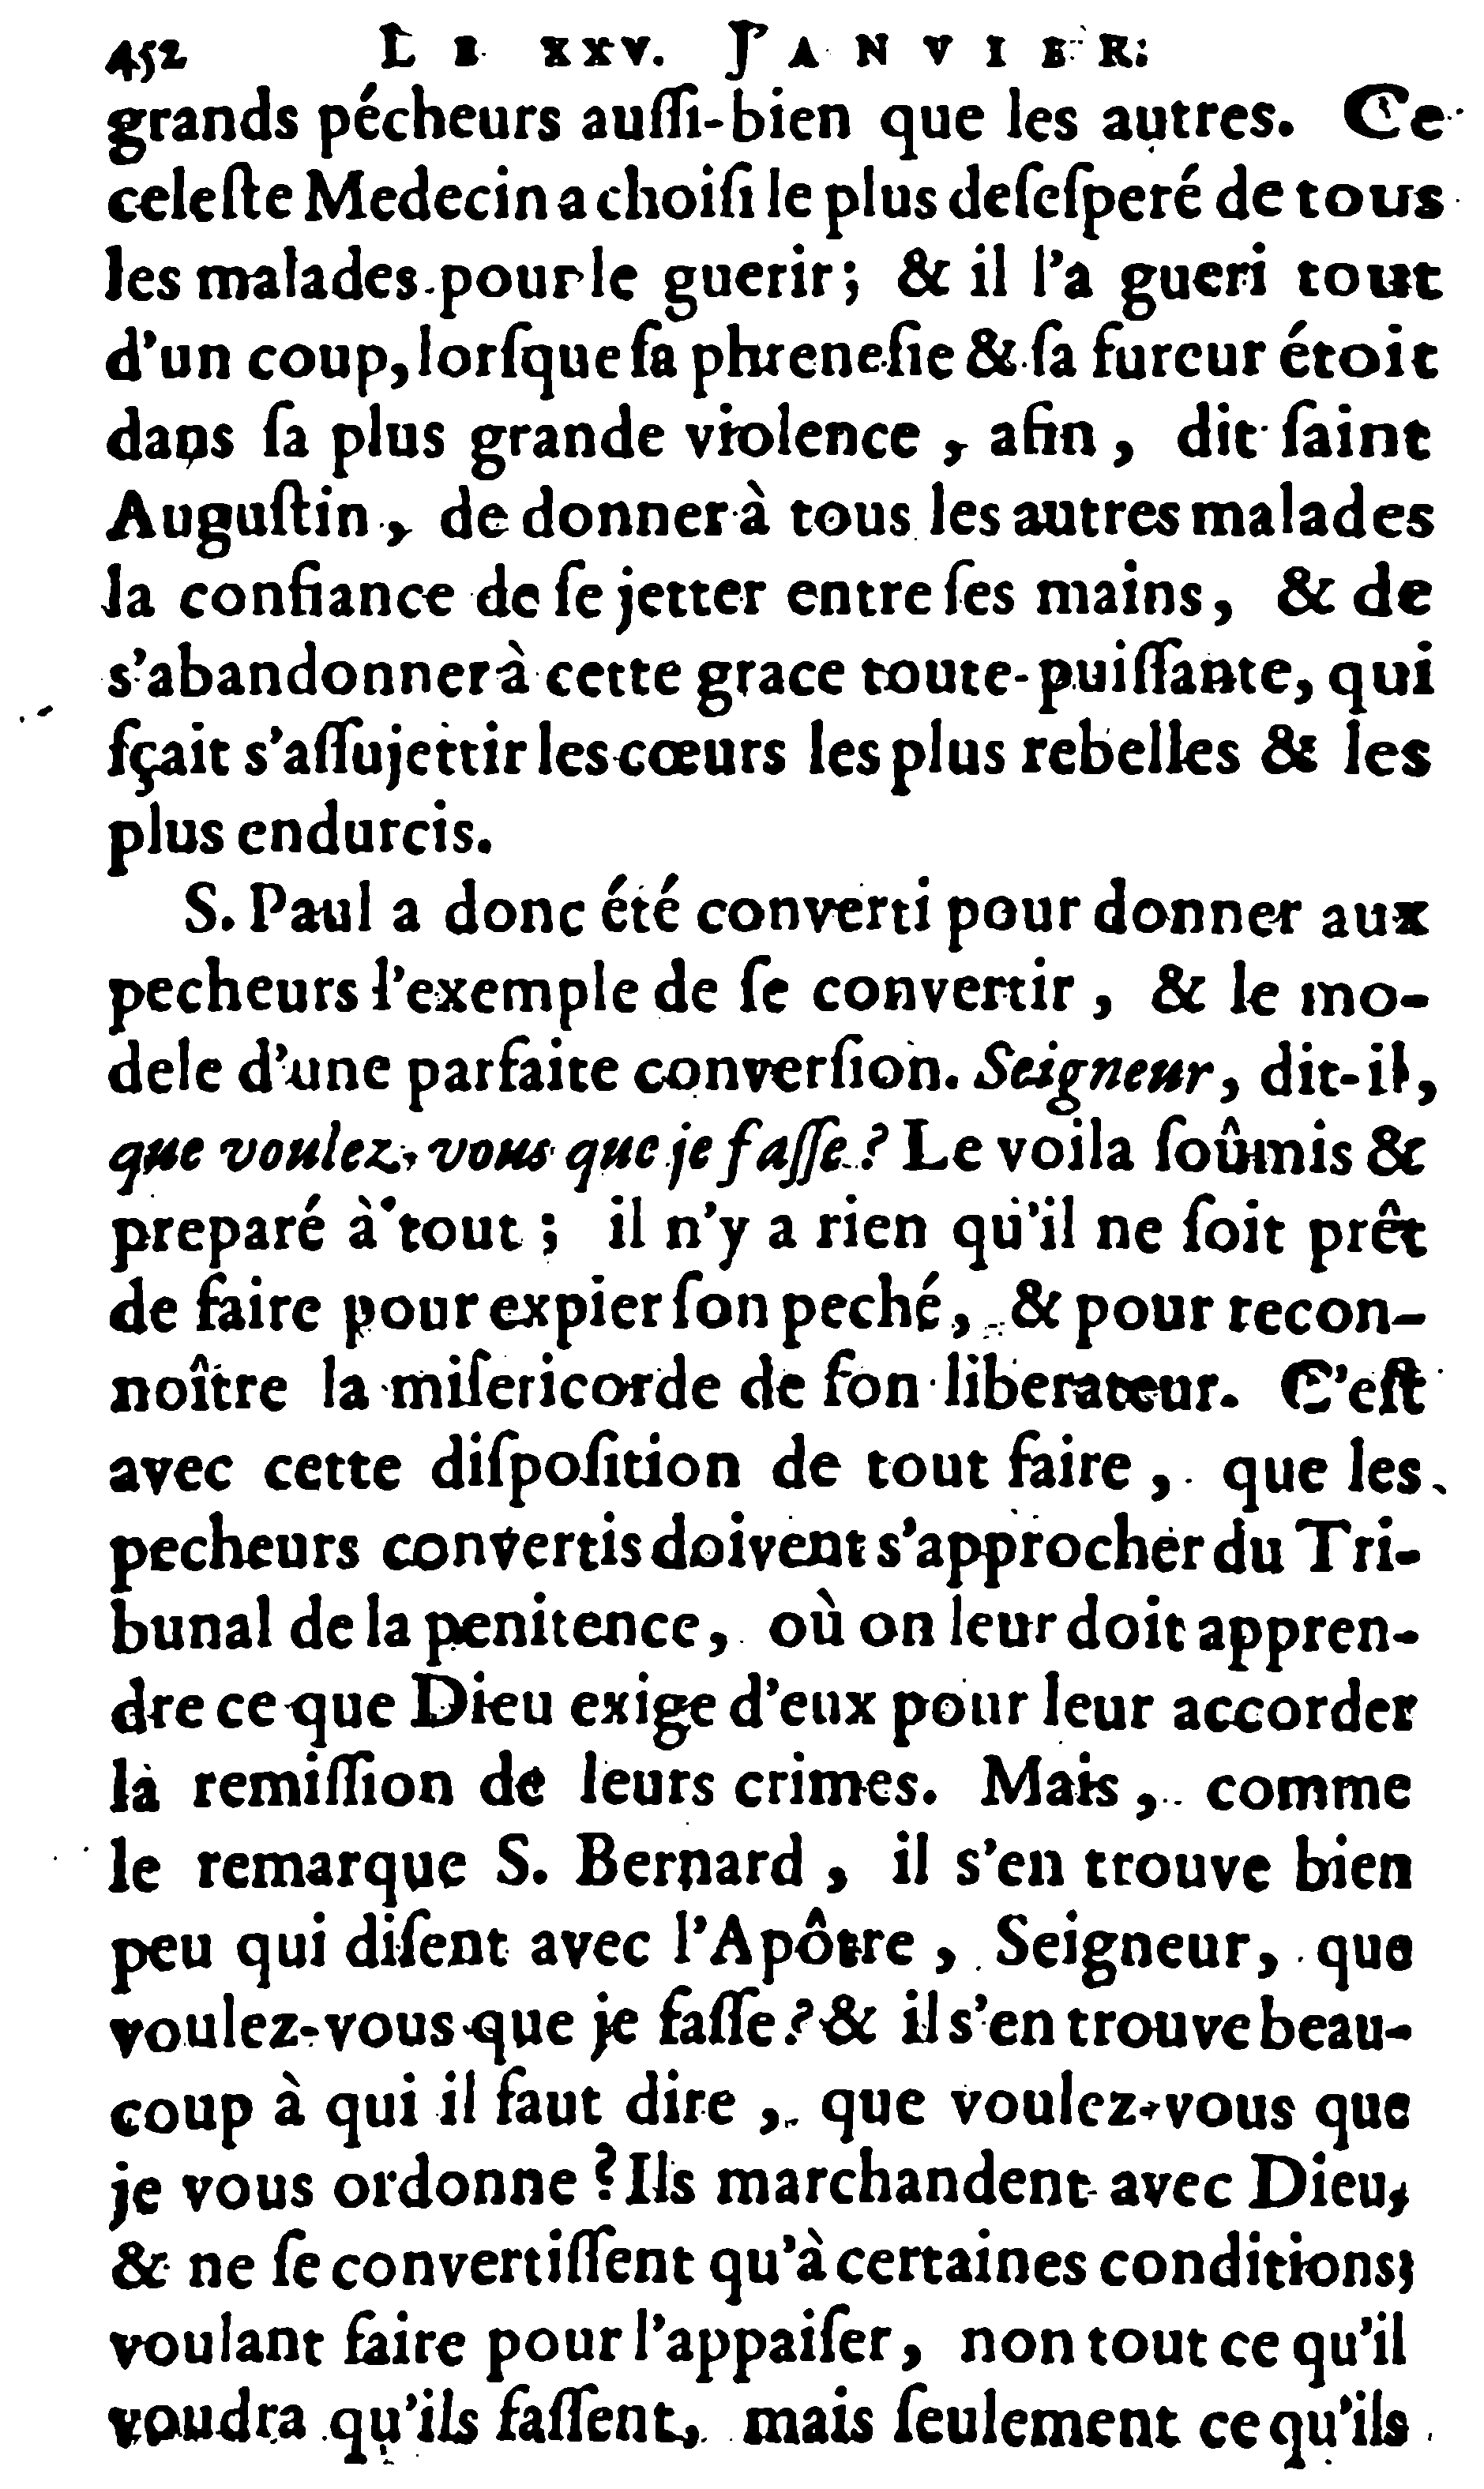 452 LE XXV. JANVIER.
grands pécheurs auſſi-bien que les autres. Ce
celeſte Medecin a choiſi le plus deſeſperé de tous
les malades pour le guerir; & il l'a gueri tout
d'un coup, lorſque ſa phreneſie & ſa fureur étoit
dans ſa plus grande violence, afin, dit ſaint
Auguſtin, de donner à tous les autres malades
la confiance de ſe jetter entre ſes mains, & de
s'abandonner à cette grace toute-puiſſante, qui
ſçait s'aſſujettir les cœurs les plus rebelles & les
plus endurcis.
S. Paul a donc été converti pour donner aux
pecheurs l'exemple de ſe convertir, & le mo-
dele d'une parfaite converſion. Seigneur, dit-il,
que voulez-vous que je faſſe? Le voila ſoûmis &
preparé à tout; il n'y a rien qu'il ne ſoit prêt
de faire pour expier ſon peché, & pour recon-
noître la miſericorde de ſon liberateur. C'eſt
avec cette diſpoſition de tout faire, que les
pecheurs convertis doivent s'approcher du Tri-
bunal de la penitence, où on leur doit appren-
dre ce que Dieu exige d'eux pour leur accorder
la remiſſion de leurs crimes. Mais, comme
le remarque S. Bernard, il s'en trouve bien
peu qui diſent avec l'Apôtre, Seigneur, que
voulez-vous que je faſſe? & il s'en trouve beau-
coup à qui il faut dire, que voulez-vous que
je vous ordonne? Ils marchandent avec Dieu,
& ne ſe convertiſſent qu'à certaines conditions;
voulant faire pour l'appaiſer, non tout ce qu'il
voudra qu'ils faſſent, mais ſeulement ce qu'ils